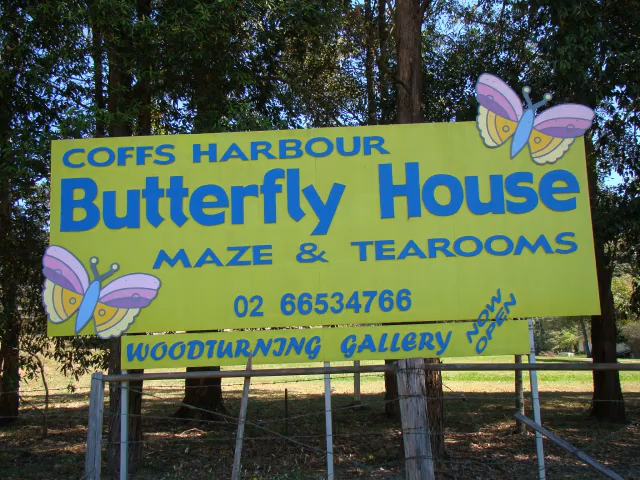 COFFS HARBOUR
Butterfly House
MAZE & TEAROOMS
02 66534766
WOODTURNING GALLERY
NOW
OPEN